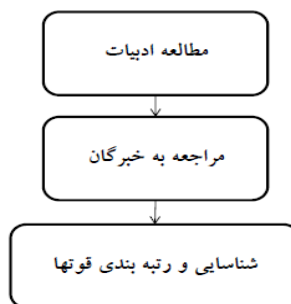 مطالعه ادبیات
مراجعه به خبرگان
شناسایی و رتبه بندی قوتها